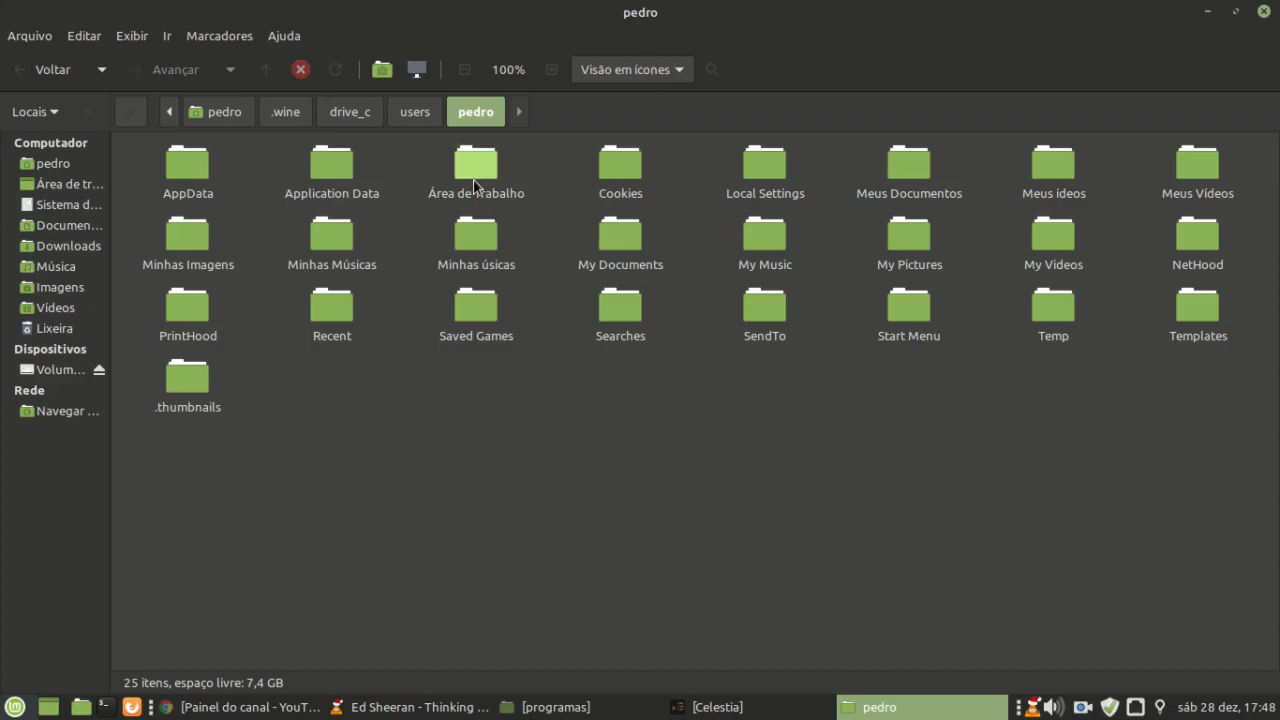 pedro
Arquivo Editar Exibir Ir Marcadores Ajuda
Voltar Avançar 100% Visão em ícones
Locais pedro .wine drive_c users pedro
Computador
pedro
Área de tr...
Sistema d...
Documen...
Downloads
Música
Imagens
Vídeos
Lixeira
Dispositivos
Volum...
Rede
Navegar ...
AppData Application Data Área de Trabalho Cookies Local Settings Meus Documentos Meus ídeos Meus Vídeos
Minhas Imagens Minhas Músicas Minhas úsicas My Documents My Music My Pictures My Videos NetHood
PrintHood Recent Saved Games Searches SendTo Start Menu Temp Templates
.thumbnails
25 itens, espaço livre: 7,4 GB
[Painel do canal - YouT... Ed Sheeran - Thinking ... [programas] [Celestia] pedro sáb 28 dez, 17:48